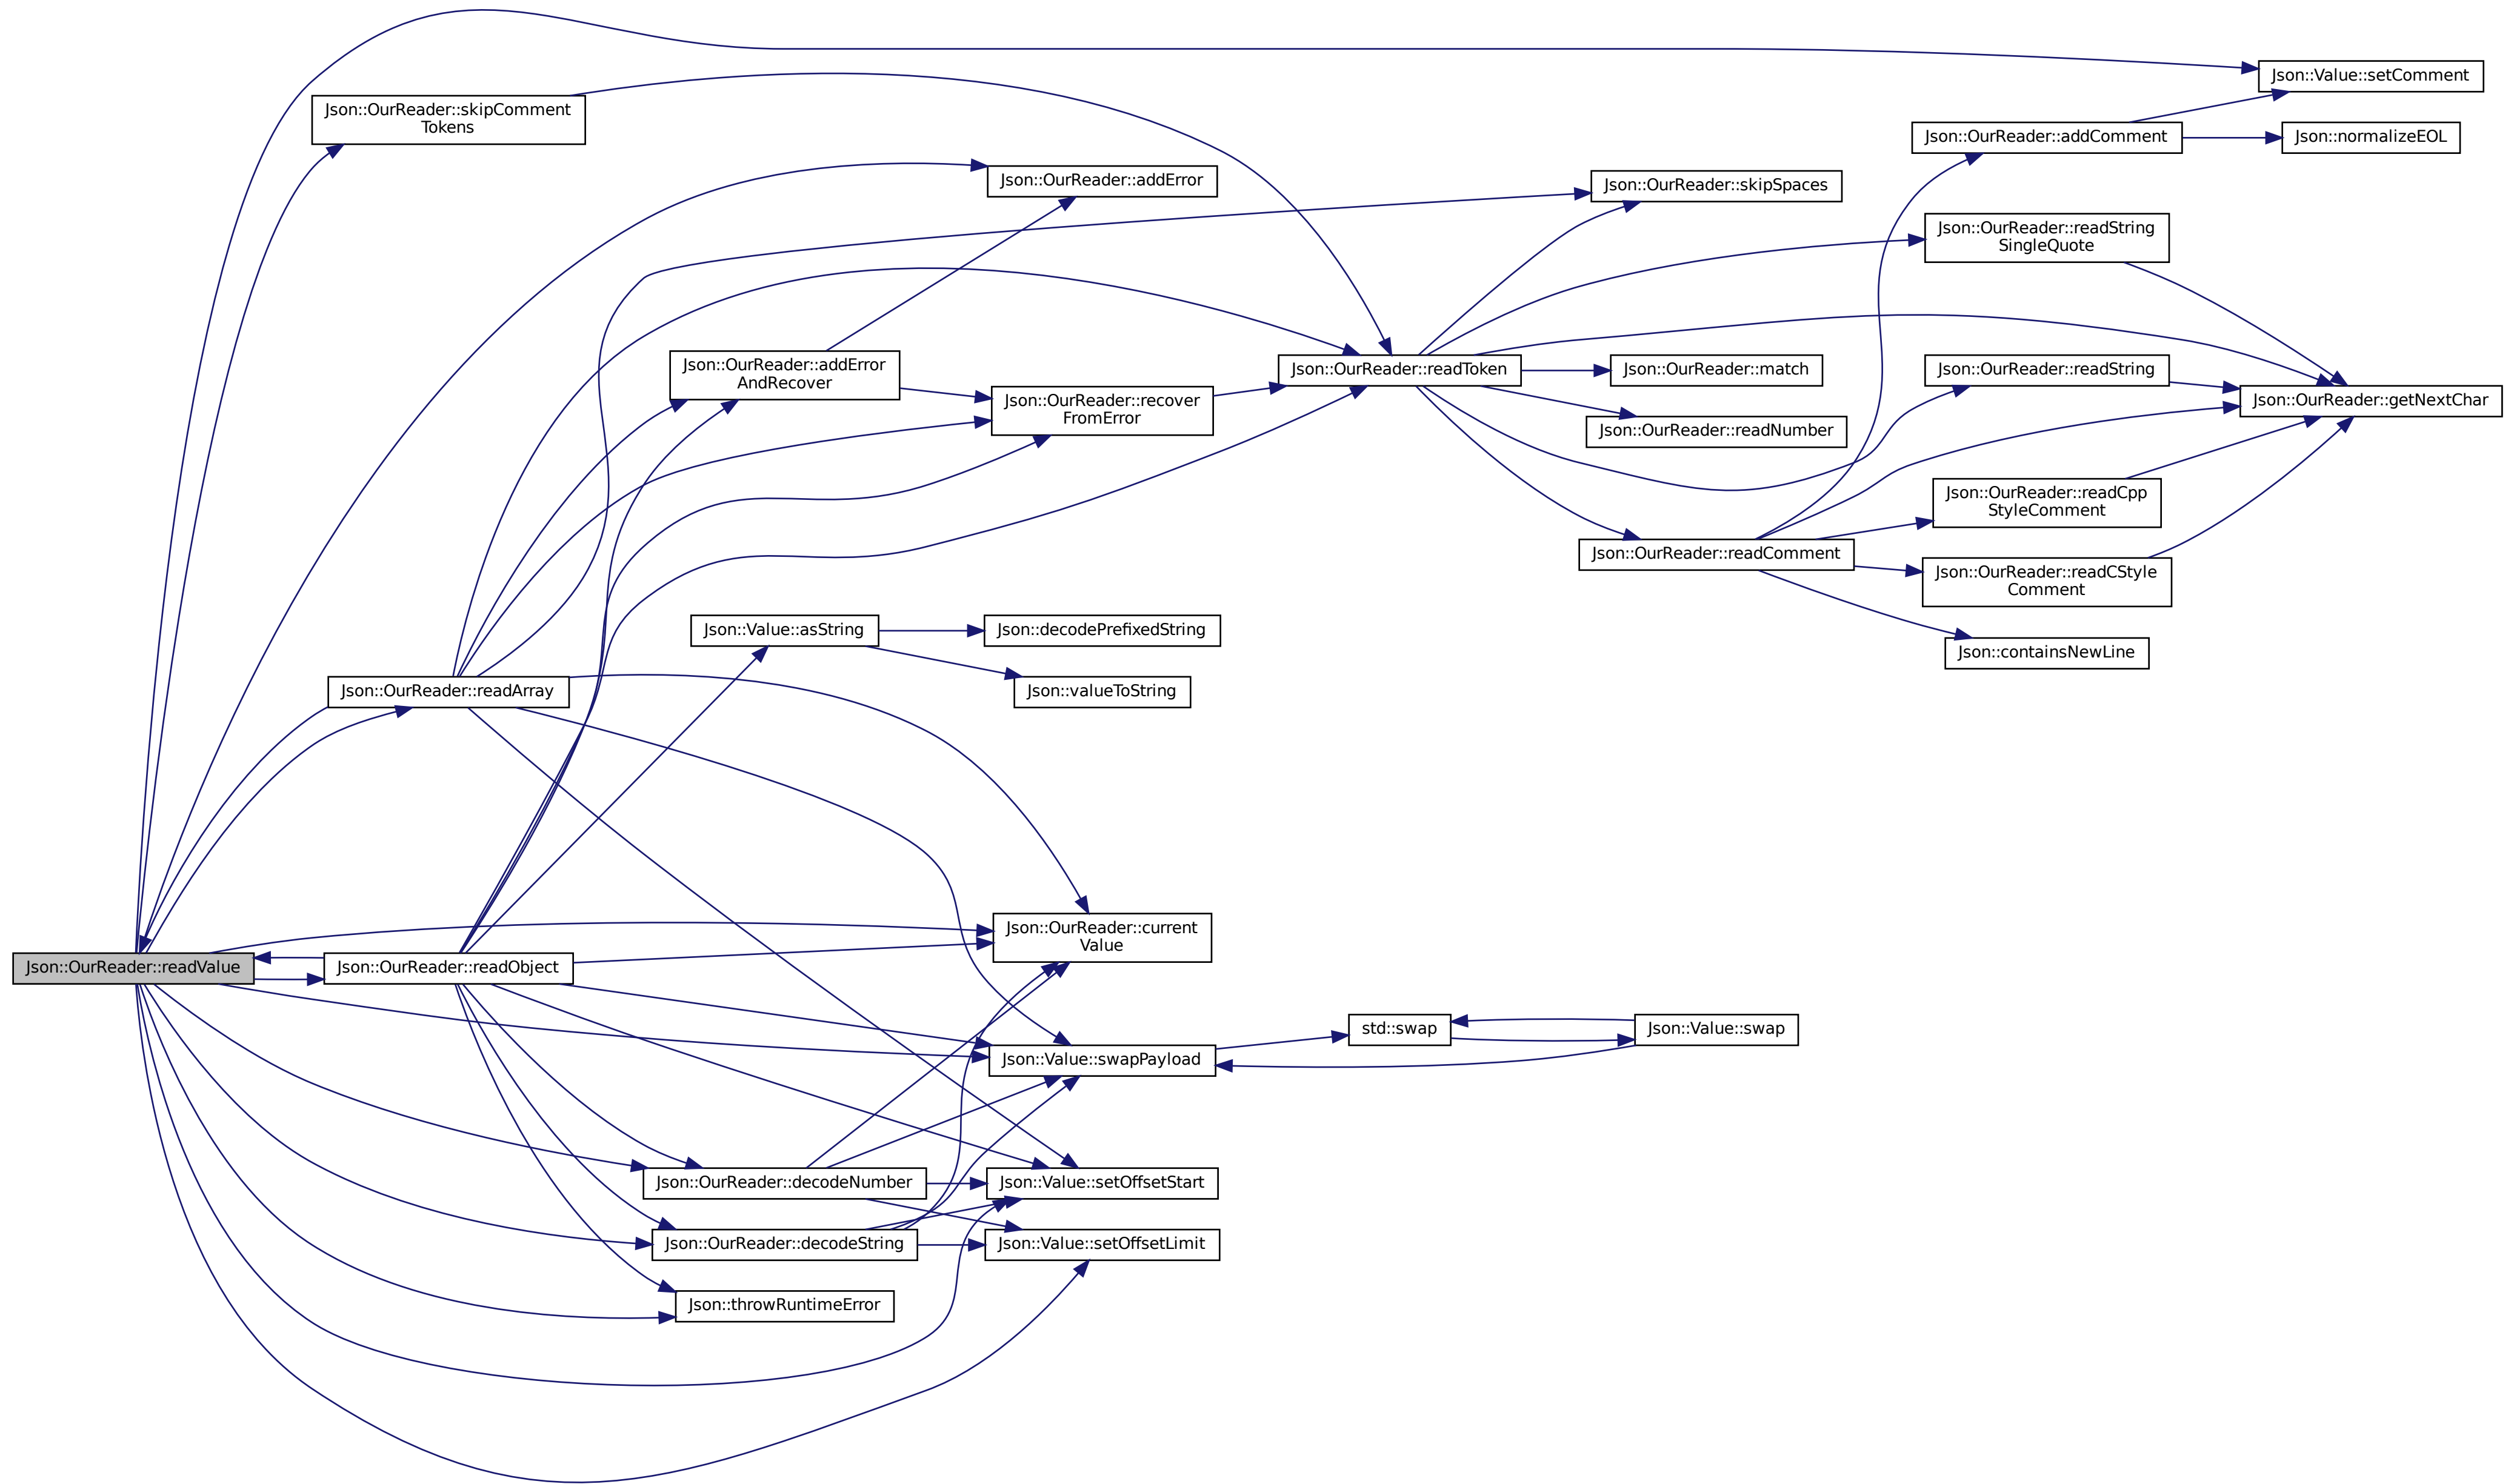 Json::Value::setComment
Json::OurReader::skipComment
Tokens
Json::OurReader::addComment
Json::normalizeEOL
Json::OurReader::addError
Json::OurReader::skipSpaces
Json::OurReader::readString
SingleQuote
Json::OurReader::addError
AndRecover
Json::OurReader::readToken
Json::OurReader::match
Json::OurReader::readString
Json::OurReader::recover
FromError
Json::OurReader::getNextChar
Json::OurReader::readNumber
Json::OurReader::readCpp
StyleComment
Json::OurReader::readComment
Json::OurReader::readCStyle
Comment
Json::Value::asString
Json::decodePrefixedString
Json::containsNewLine
Json::OurReader::readArray
Json::valueToString
Json::OurReader::current
Value
Json::OurReader::readValue
Json::OurReader::readObject
std::swap
Json::Value::swap
Json::Value::swapPayload
Json::OurReader::decodeNumber
Json::Value::setOffsetStart
Json::OurReader::decodeString
Json::Value::setOffsetLimit
Json::throwRuntimeError